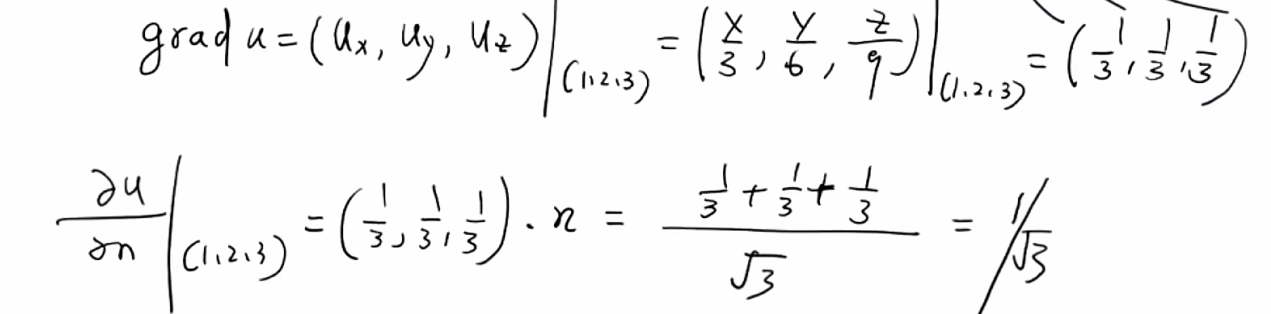 grad u = (u_x, u_y, u_z)|_(1,2,3) = (x/3, y/6, z/9)|_(1,2,3) = (1/3, 1/3, 1/3)
∂u/∂n|_(1,2,3) = (1/3, 1/3, 1/3) · n = (1/3 + 1/3 + 1/3)/√3 = 1/√3